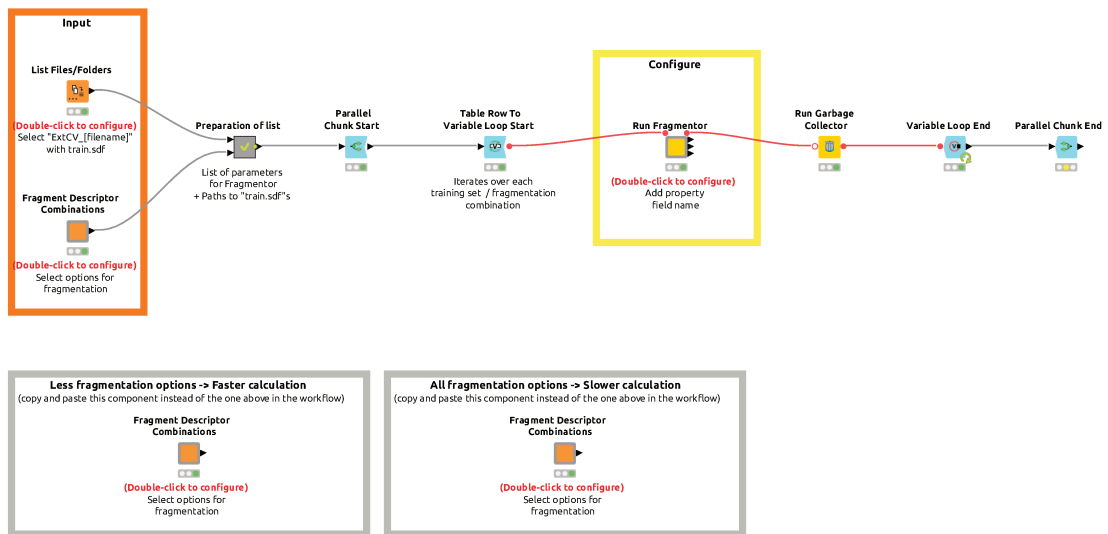 Input
List Files/Folders
(Double-click to configure)
Select "ExtCV_[filename]"
with train.sdf
Fragment Descriptor
Combinations
(Double-click to configure)
Select options for
fragmentation
Preparation of list
List of parameters
for Fragmentor
+ Paths to "train.sdf"s
Parallel
Chunk Start
Table Row To
Variable Loop Start
Iterates over each
training set / fragmentation
combination
Configure
Run Fragmentor
(Double-click to configure)
Add property
field name
Run Garbage
Collector
Variable Loop End
Parallel Chunk End
Less fragmentation options -> Faster calculation
(copy and paste this component instead of the one above in the workflow)
Fragment Descriptor
Combinations
(Double-click to configure)
Select options for
fragmentation
All fragmentation options -> Slower calculation
(copy and paste this component instead of the one above in the workflow)
Fragment Descriptor
Combinations
(Double-click to configure)
Select options for
fragmentation